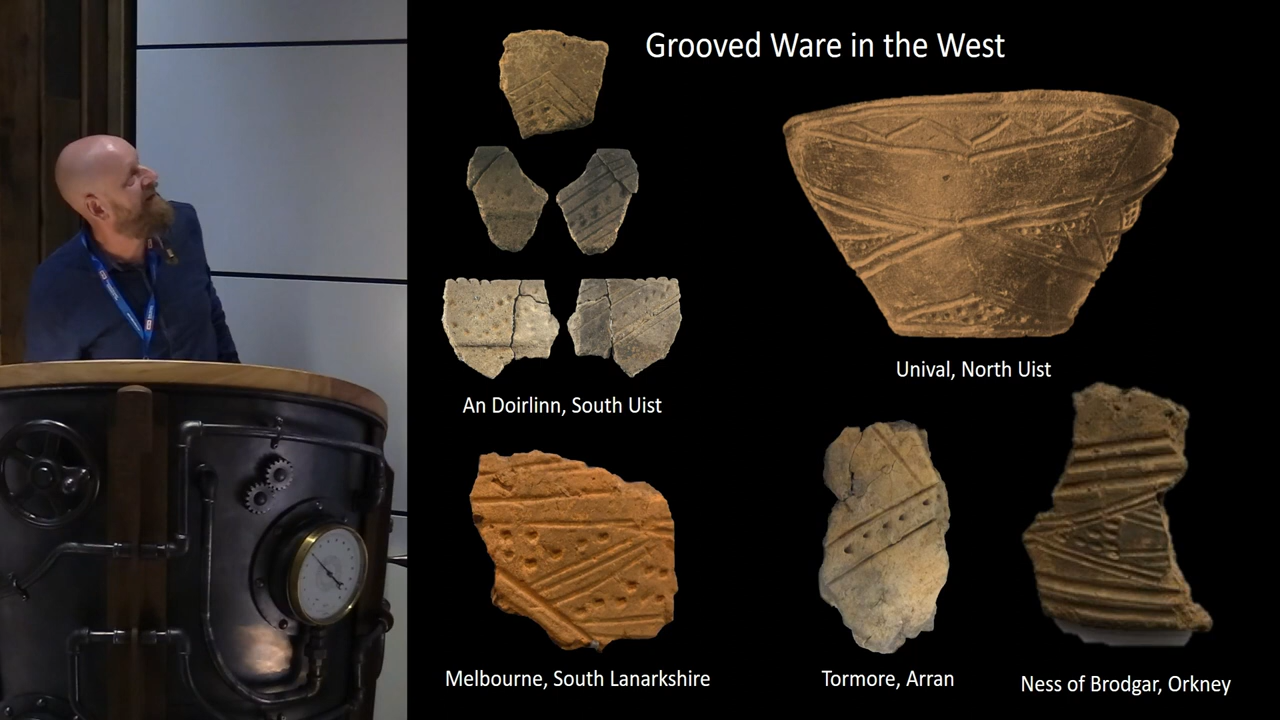 Grooved Ware in the West
Unival, North Uist
An Doirlinn, South Uist
Melbourne, South Lanarkshire
Tormore, Arran
Ness of Brodgar, Orkney